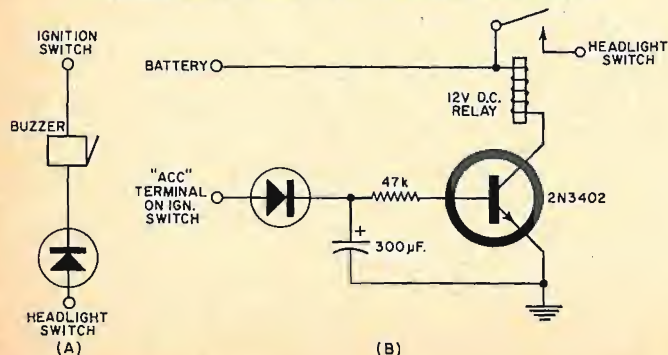 IGNITION
SWITCH
BUZZER
HEADLIGHT
SWITCH
(A)
BATTERY
HEADLIGHT
SWITCH
12V D.C.
RELAY
"ACC"
TERMINAL
ON IGN.
SWITCH
47k
2N3402
+
300µF.
(B)